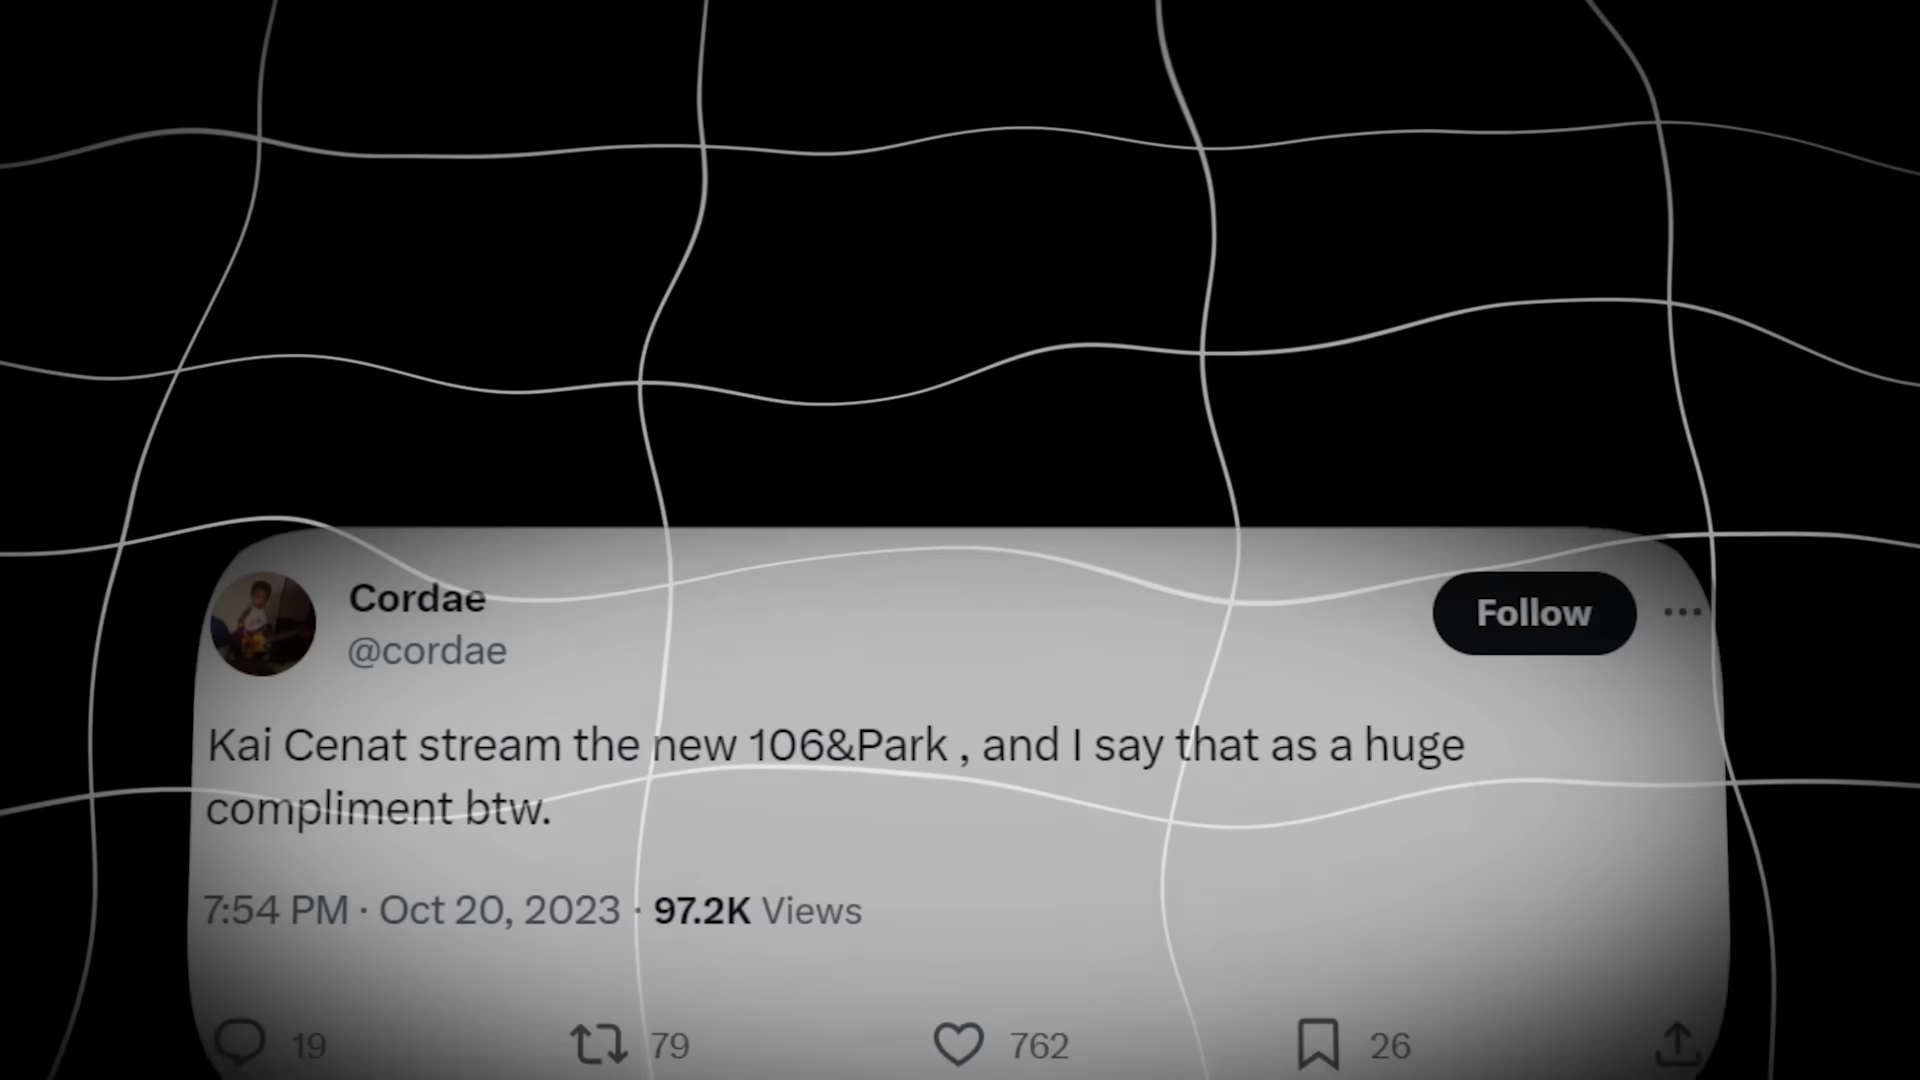 Cordae
@cordae
Follow
Kai Cenat stream the new 106&Park , and I say that as a huge
compliment btw.
7:54 PM · Oct 20, 2023 · 97.2K Views
19 79 762 26